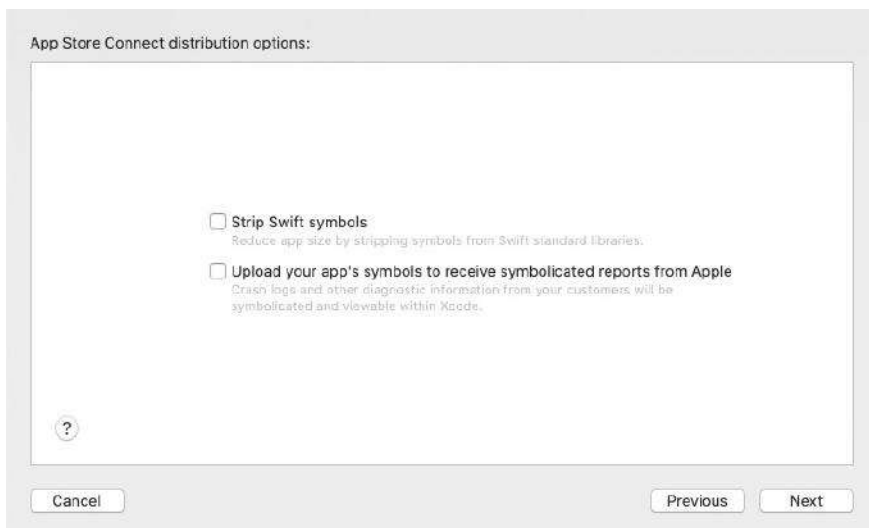 App Store Connect distribution options:
Strip Swift symbols
Reduce app size by stripping symbols from Swift standard libraries.
Upload your app's symbols to receive symbolicated reports from Apple
Crash logs and other diagnostic information from your customers will be
symbolicated and viewable within Xcode.
?
Cancel
Previous
Next